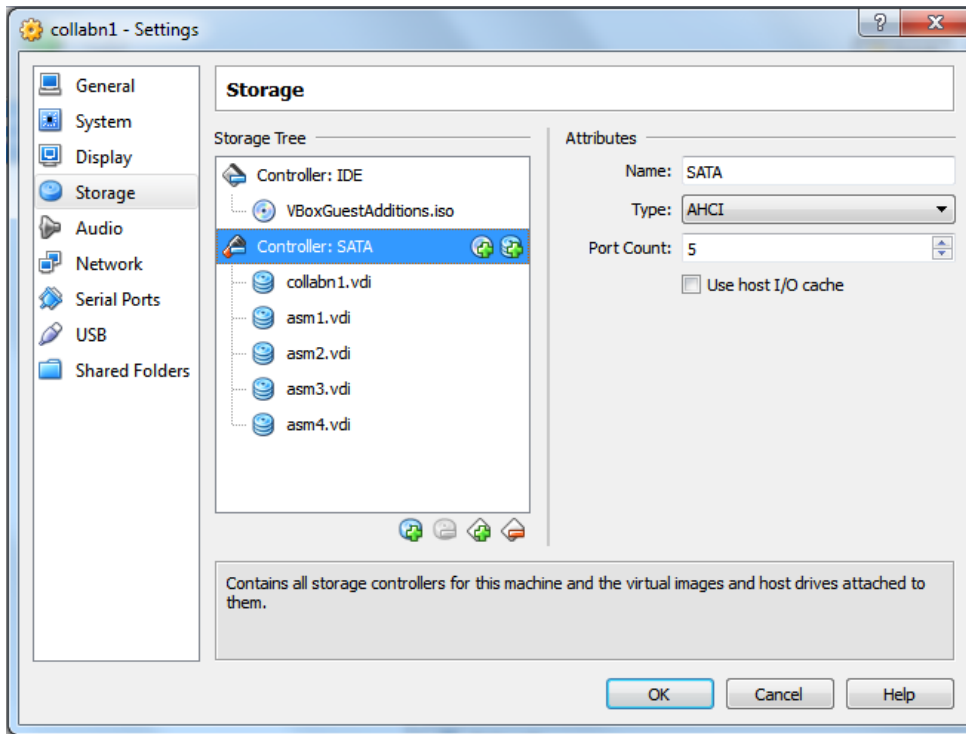 collabn1 - Settings
General
System
Display
Storage
Audio
Network
Serial Ports
USB
Shared Folders
Storage
Storage Tree
Controller: IDE
VBoxGuestAdditions.iso
Controller: SATA
collabn1.vdi
asm1.vdi
asm2.vdi
asm3.vdi
asm4.vdi
Attributes
Name: SATA
Type: AHCI
Port Count: 5
Use host I/O cache
Contains all storage controllers for this machine and the virtual images and host drives attached to
them.
OK Cancel Help